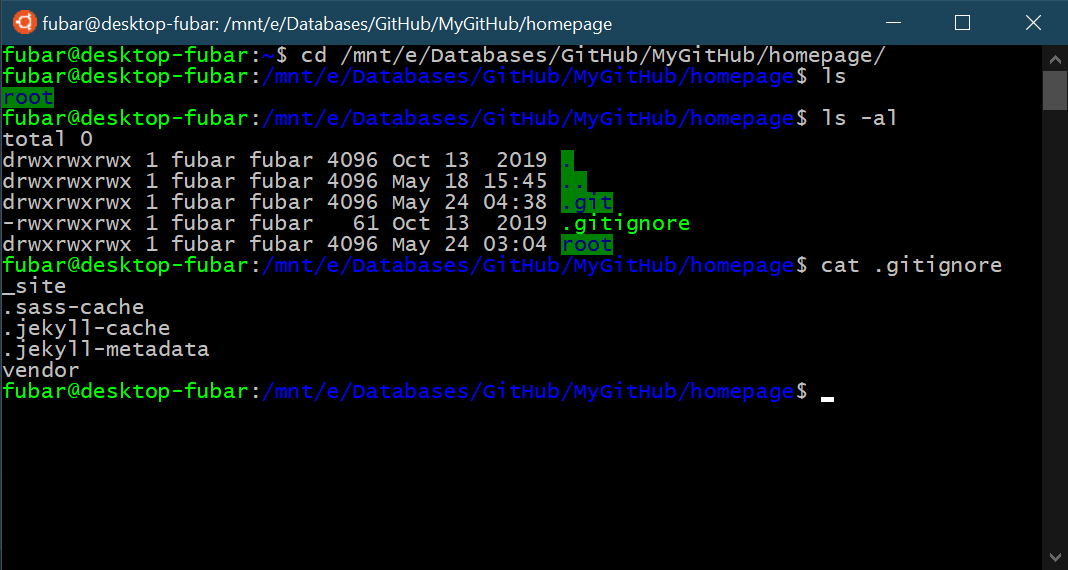 fubar@desktop-fubar: /mnt/e/Databases/GitHub/MyGitHub/homepage
fubar@desktop-fubar:~$ cd /mnt/e/Databases/GitHub/MyGitHub/homepage/
fubar@desktop-fubar:/mnt/e/Databases/GitHub/MyGitHub/homepage$ ls
root
fubar@desktop-fubar:/mnt/e/Databases/GitHub/MyGitHub/homepage$ ls -al
total 0
drwxrwxrwx 1 fubar fubar 4096 Oct 13  2019 .
drwxrwxrwx 1 fubar fubar 4096 May 18 15:45 ..
drwxrwxrwx 1 fubar fubar 4096 May 24 04:38 .git
-rwxrwxrwx 1 fubar fubar   61 Oct 13  2019 .gitignore
drwxrwxrwx 1 fubar fubar 4096 May 24 03:04 root
fubar@desktop-fubar:/mnt/e/Databases/GitHub/MyGitHub/homepage$ cat .gitignore
_site
.sass-cache
.jekyll-cache
.jekyll-metadata
vendor
fubar@desktop-fubar:/mnt/e/Databases/GitHub/MyGitHub/homepage$